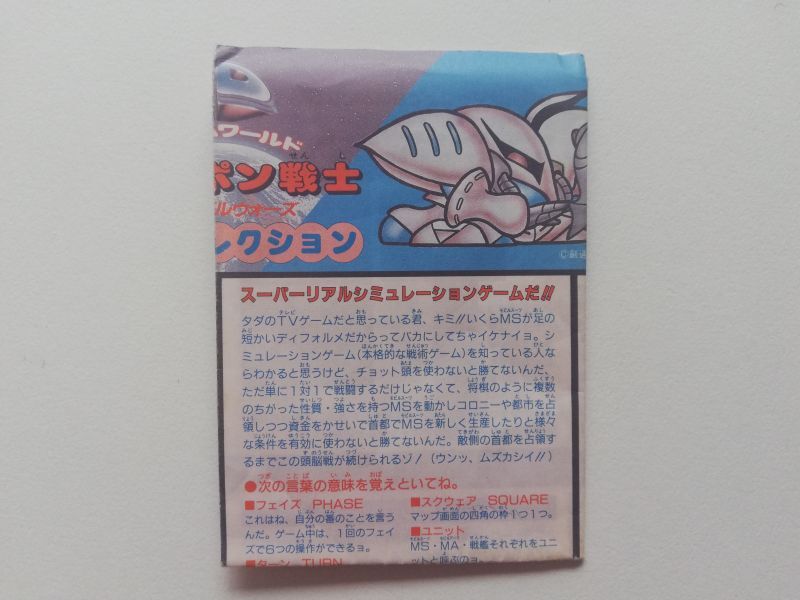 ワールド
ポン戦士
ルウォーズ
レクション
スーパーリアルシミュレーションゲームだ!!
タダのTVゲームだと思っている君、キミ!!いくらMSが足の
短かいディフォルメだからってバカにしてちゃイケナイョ。シ
ミュレーションゲーム(本格的な戦術ゲーム)を知っている人な
らわかると思うけど、チョット頭を使わないと勝てないんだ、
ただ単に1対1で戦闘するだけじゃなくて、将棋のように複数
のちがった性質・強さを持つMSを動かしコロニーや都市を占
領しつつ資金をかせいで首都でMSを新しく生産したりと様々
な条件を有効に使わないと勝てないんだ。敵側の首都を占領す
るまでこの頭脳戦が続けられるゾ!(ウンッ、ムズカシイ!!)
●次の言葉の意味を覚えといてね。
■フェイズ PHASE
これはね、自分の番のことを言う
んだ。ゲーム中は、1回のフェイ
ズで6つの操作ができるョ。
■ターン TURN
■スクウェア SQUARE
マップ画面の四角の枠1つ1つ。
■ユニット
MS・MA・戦艦それぞれをユニ
ットと呼ぶのョ。